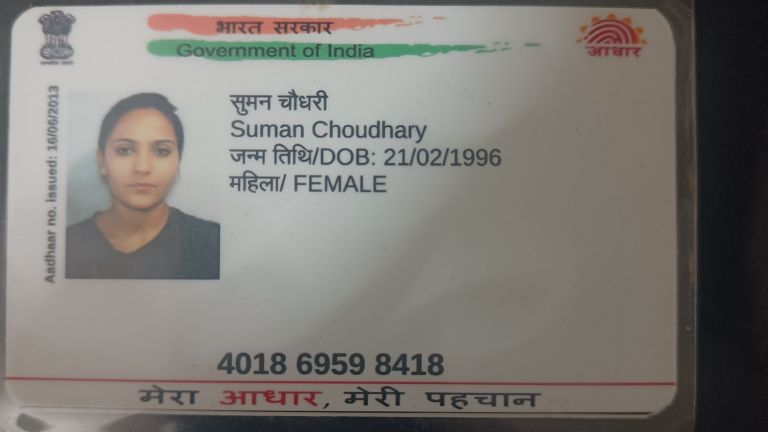 भारत सरकार
Government of India
आधार
Aadhaar no. issued: 16/06/2013
सुमन चौधरी
Suman Choudhary
जन्म तिथि/DOB: 21/02/1996
महिला/ FEMALE
4018 6959 8418
मेरा आधार, मेरी पहचान